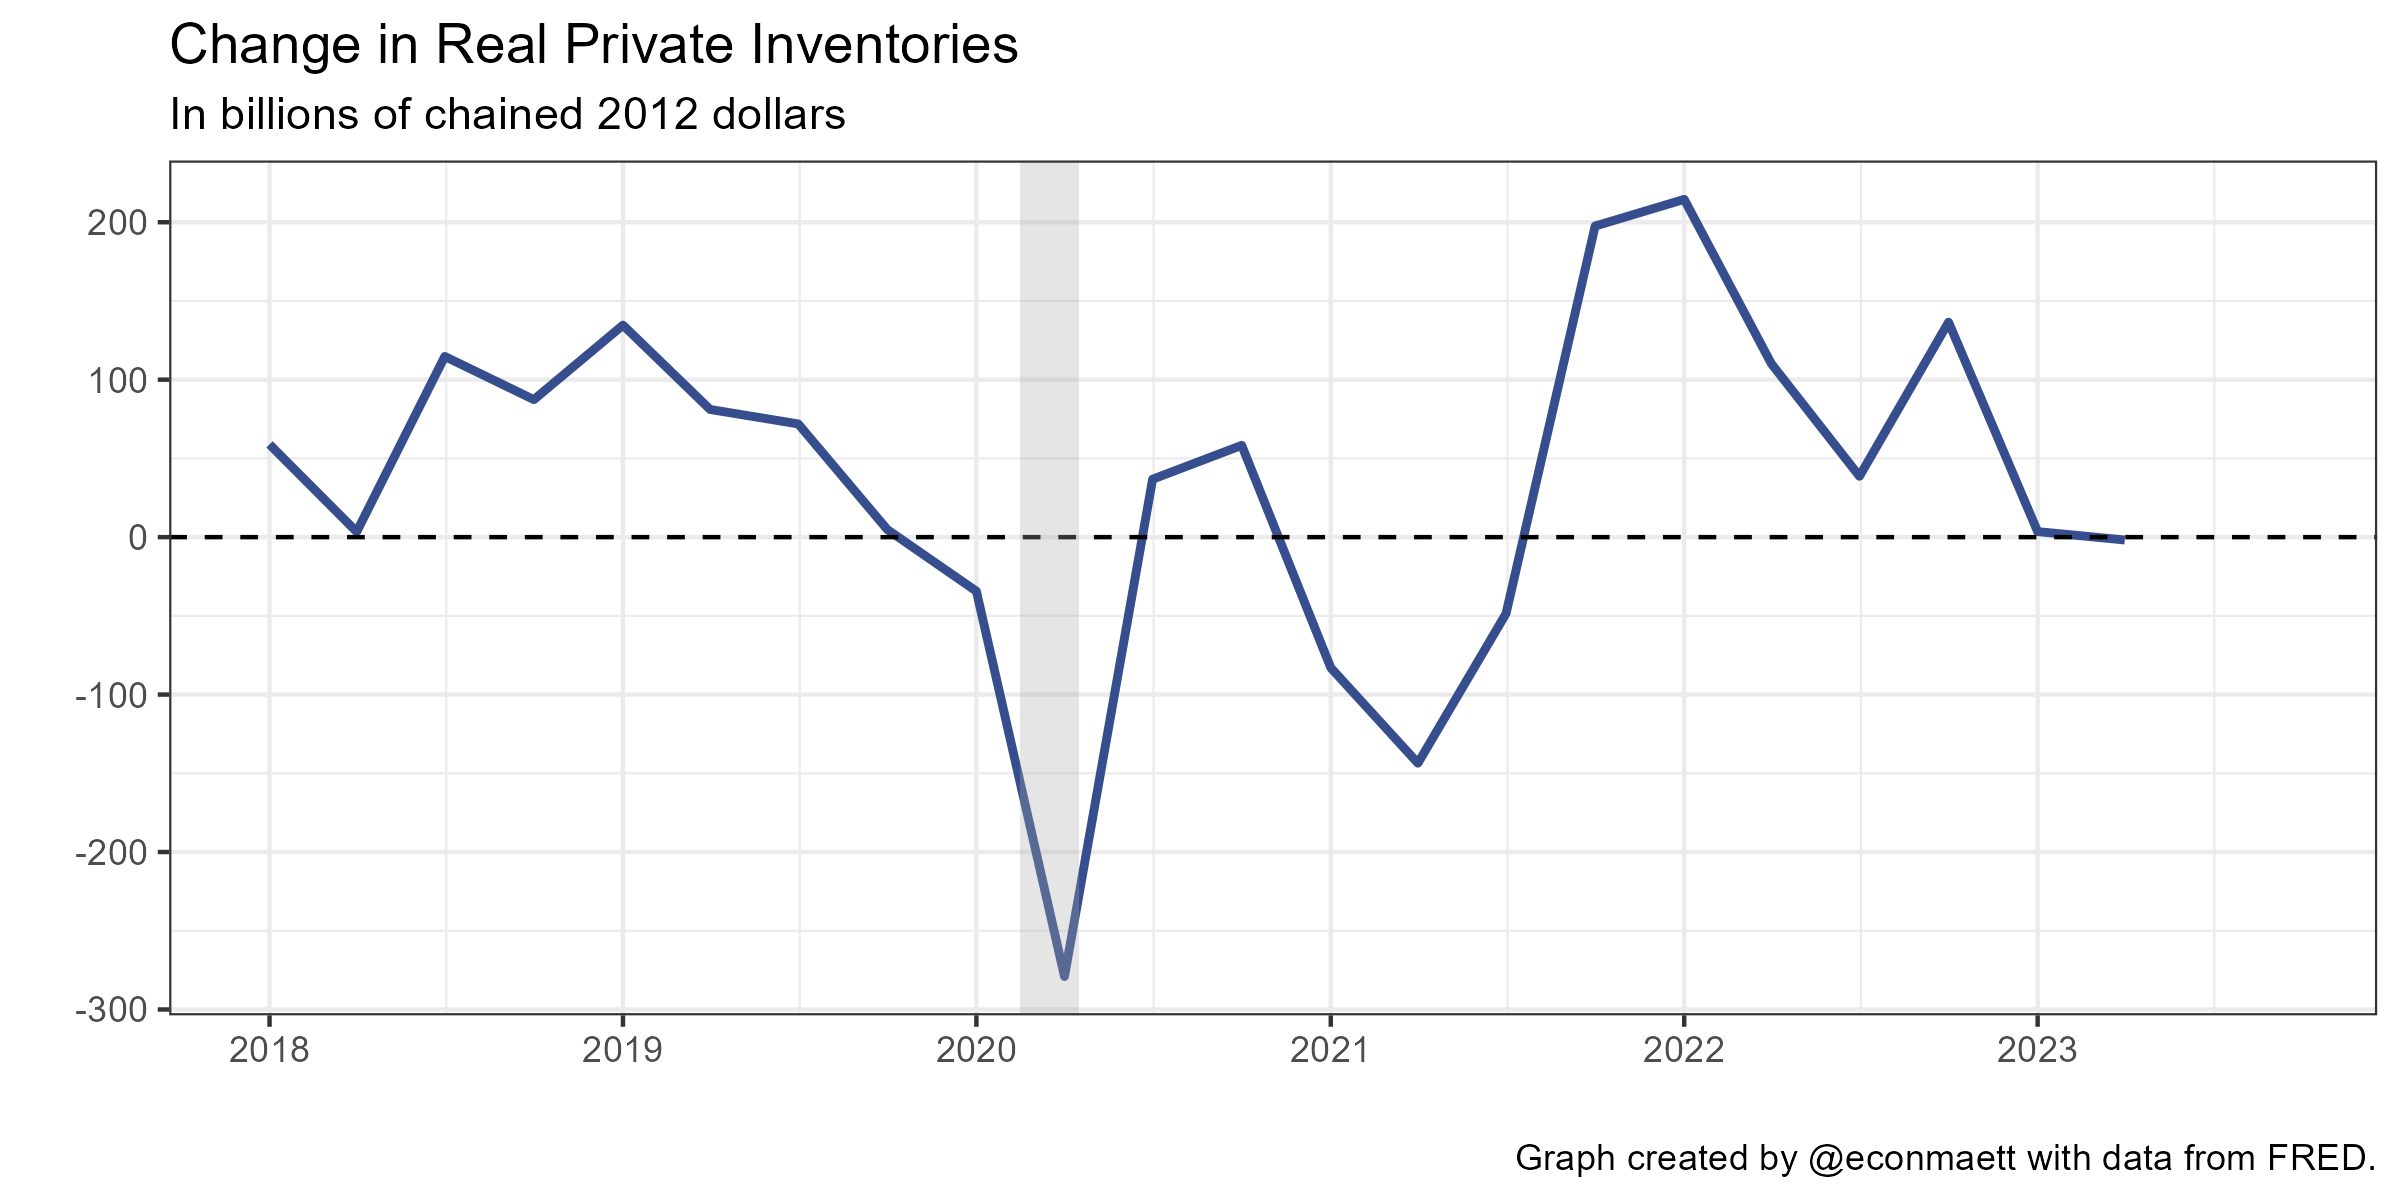 Change in Real Private Inventories
In billions of chained 2012 dollars
200
100
0
-100
-200
-300
2018 2019 2020 2021 2022 2023
Graph created by @econmaett with data from FRED.